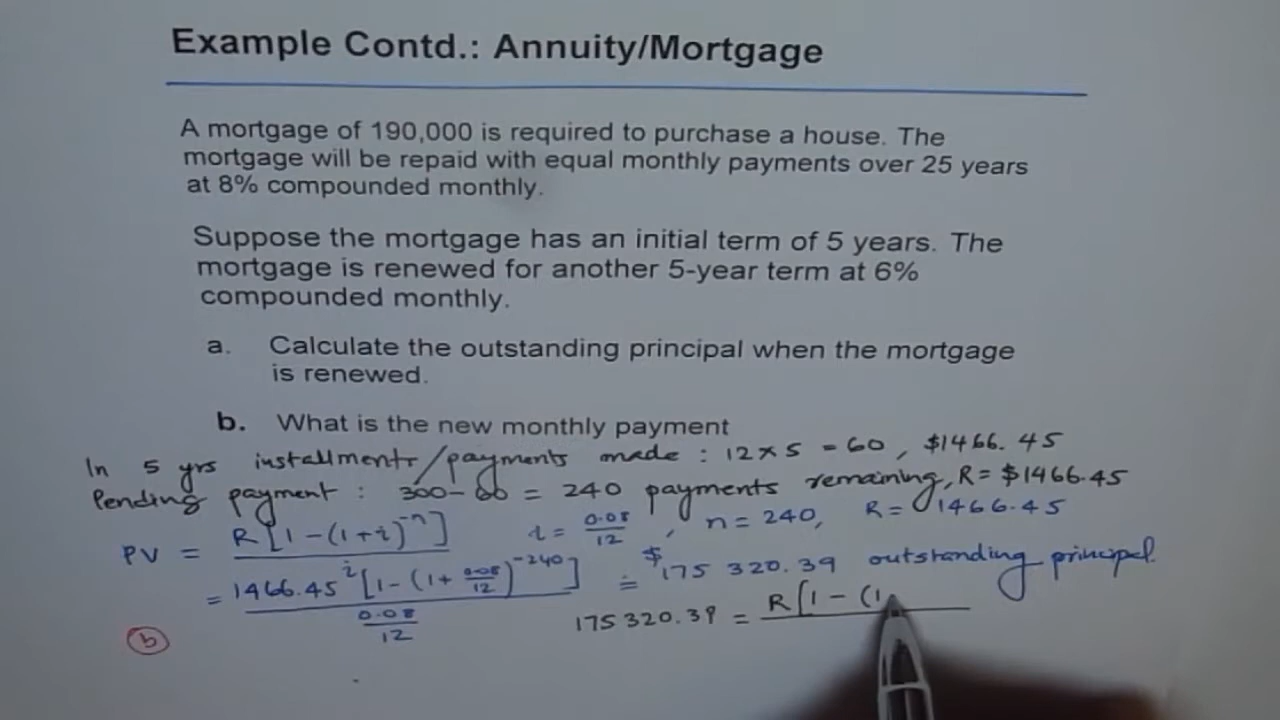 Example Contd.: Annuity/Mortgage
A mortgage of 190,000 is required to purchase a house. The
mortgage will be repaid with equal monthly payments over 25 years
at 8% compounded monthly.
Suppose the mortgage has an initial term of 5 years. The
mortgage is renewed for another 5-year term at 6%
compounded monthly.
a. Calculate the outstanding principal when the mortgage
is renewed.
b. What is the new monthly payment
In 5 yrs installments/payments made : 12 × 5 = 60 , $1466.45
Pending payment : 300 - 60 = 240 payments remaining, R = $1466.45
PV = R[1-(1+i)^-n] / i    i = 0.08/12 , n = 240, R = 1466.45
= 1466.45 [1-(1+ 0.08/12)^-240] / 0.08/12 ≐ $175 320.39 outstanding principal.
(b) 175 320.39 = R[1 - (1